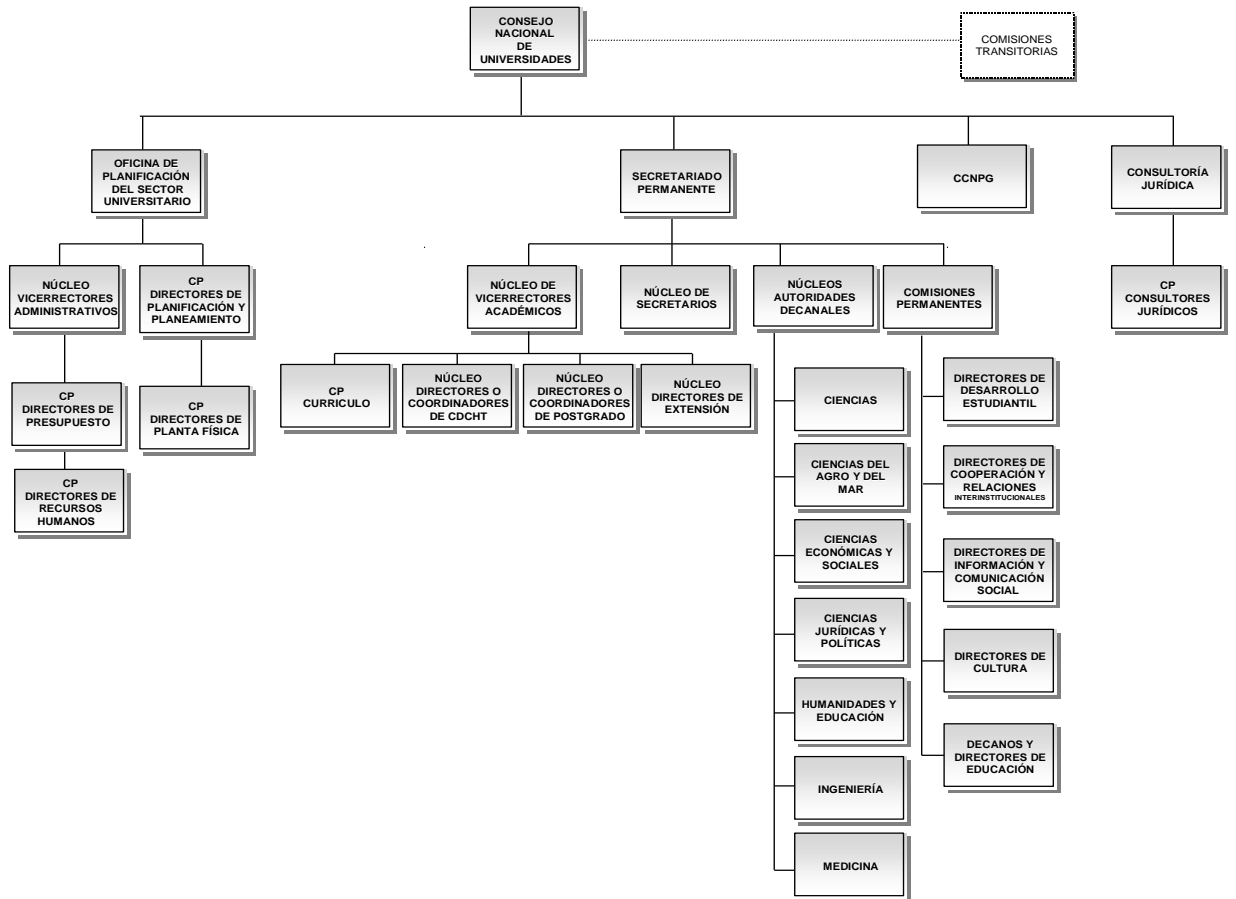 CONSEJO
NACIONAL
DE
UNIVERSIDADES
COMISIONES
TRANSITORIAS
OFICINA DE
PLANIFICACIÓN
DEL SECTOR
UNIVERSITARIO
SECRETARIADO
PERMANENTE
CCNPG
CONSULTORÍA
JURÍDICA
NÚCLEO
VICERRECTORES
ADMINISTRATIVOS
CP
DIRECTORES DE
PLANIFICACIÓN Y
PLANEAMIENTO
NÚCLEO DE
VICERRECTORES
ACADÉMICOS
NÚCLEO DE
SECRETARIOS
NÚCLEOS
AUTORIDADES
DECANALES
COMISIONES
PERMANENTES
CP
CONSULTORES
JURÍDICOS
CP
DIRECTORES DE
PRESUPUESTO
CP
DIRECTORES DE
PLANTA FÍSICA
CP
DIRECTORES DE
RECURSOS
HUMANOS
CP
CURRICULO
NÚCLEO
DIRECTORES O
COORDINADORES
DE CDCHT
NÚCLEO
DIRECTORES O
COORDINADORES
DE POSTGRADO
NÚCLEO
DIRECTORES DE
EXTENSIÓN
CIENCIAS
CIENCIAS DEL
AGRO Y DEL
MAR
CIENCIAS
ECONÓMICAS Y
SOCIALES
CIENCIAS
JURÍDICAS Y
POLÍTICAS
HUMANIDADES Y
EDUCACIÓN
INGENIERÍA
MEDICINA
DIRECTORES DE
DESARROLLO
ESTUDIANTIL
DIRECTORES DE
COOPERACIÓN Y
RELACIONES
INTERINSTITUCIONALES
DIRECTORES DE
INFORMACIÓN Y
COMUNICACIÓN
SOCIAL
DIRECTORES DE
CULTURA
DECANOS Y
DIRECTORES DE
EDUCACIÓN